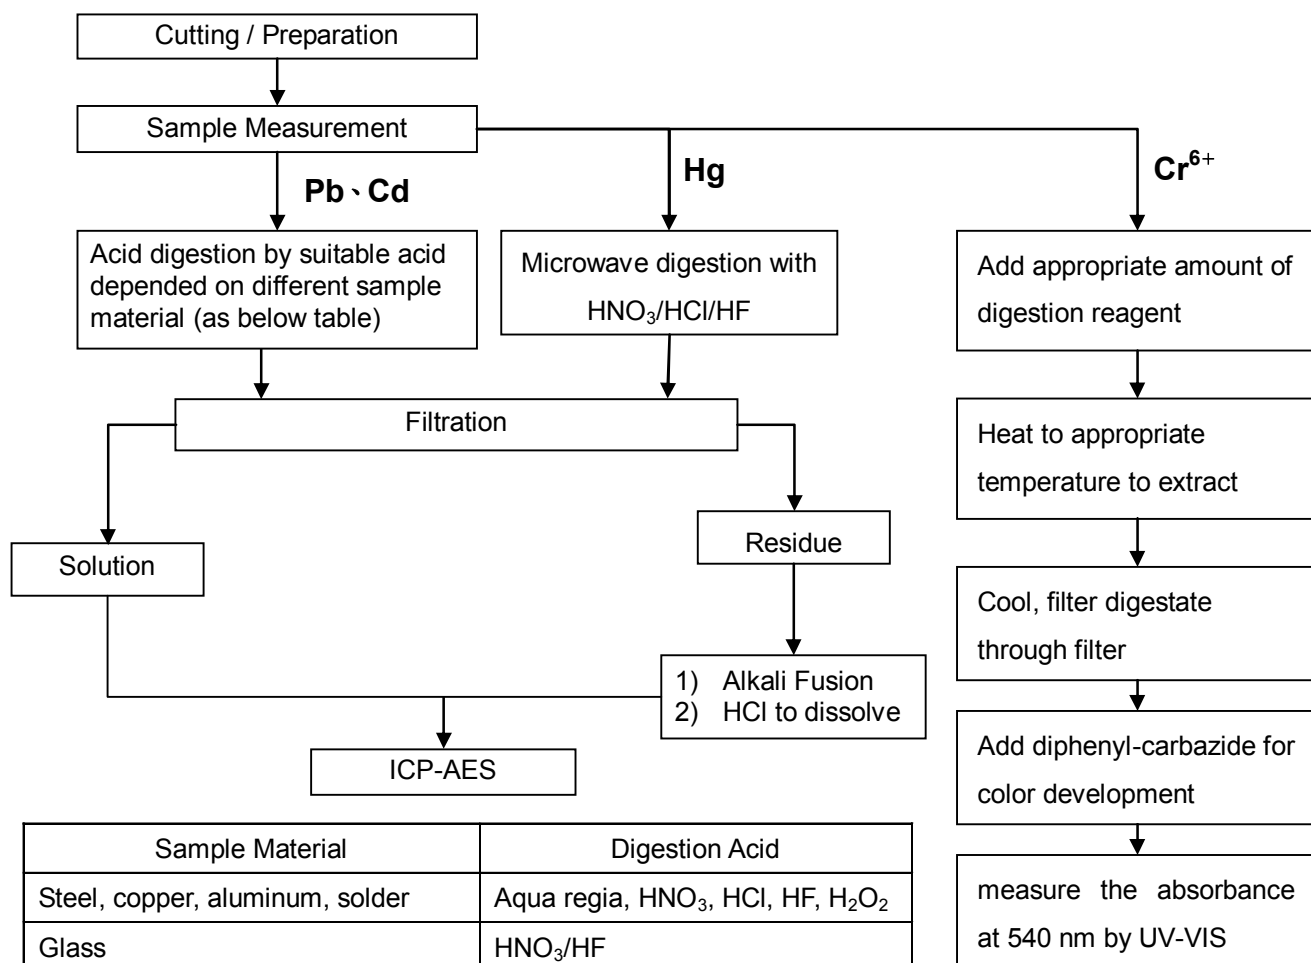 Cutting / Preparation
Sample Measurement
Pb、Cd
Hg
Cr⁶⁺
Acid digestion by suitable acid
depended on different sample
material (as below table)
Microwave digestion with
HNO₃/HCl/HF
Add appropriate amount of
digestion reagent
Filtration
Heat to appropriate
temperature to extract
Solution
Residue
Cool, filter digestate
through filter
1) Alkali Fusion
2) HCl to dissolve
ICP-AES
Add diphenyl-carbazide for
color development
Sample Material Digestion Acid
Steel, copper, aluminum, solder Aqua regia, HNO₃, HCl, HF, H₂O₂
Glass HNO₃/HF
measure the absorbance
at 540 nm by UV-VIS